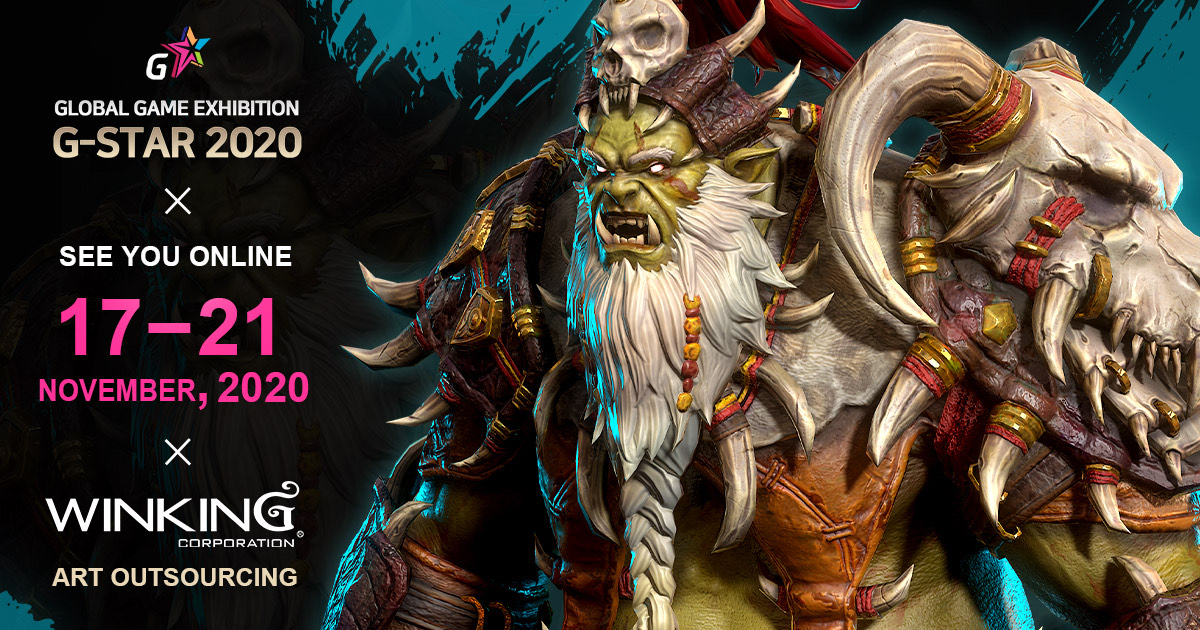 G
GLOBAL GAME EXHIBITION
G-STAR 2020
×
SEE YOU ONLINE
17–21
NOVEMBER, 2020
×
WINKING®
CORPORATION
ART OUTSOURCING